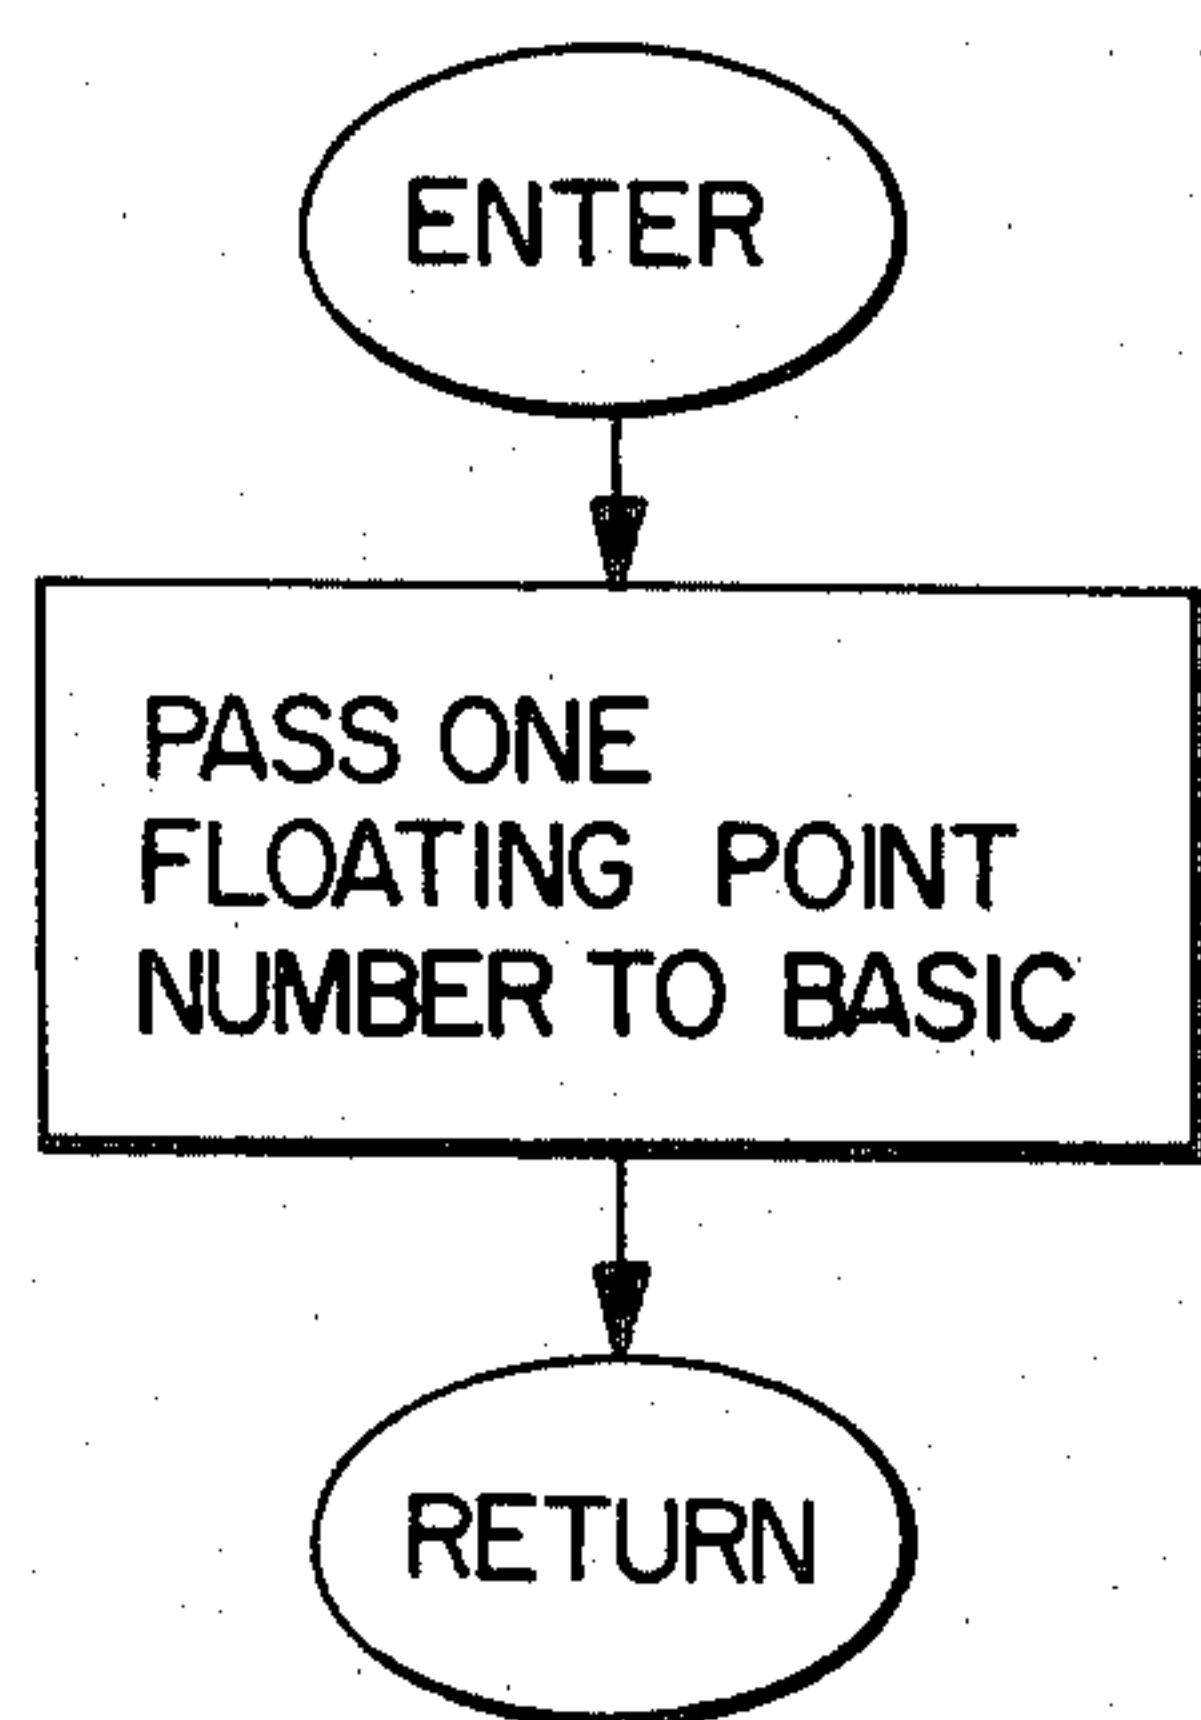 ENTER
PASS ONE
FLOATING POINT
NUMBER TO BASIC
RETURN